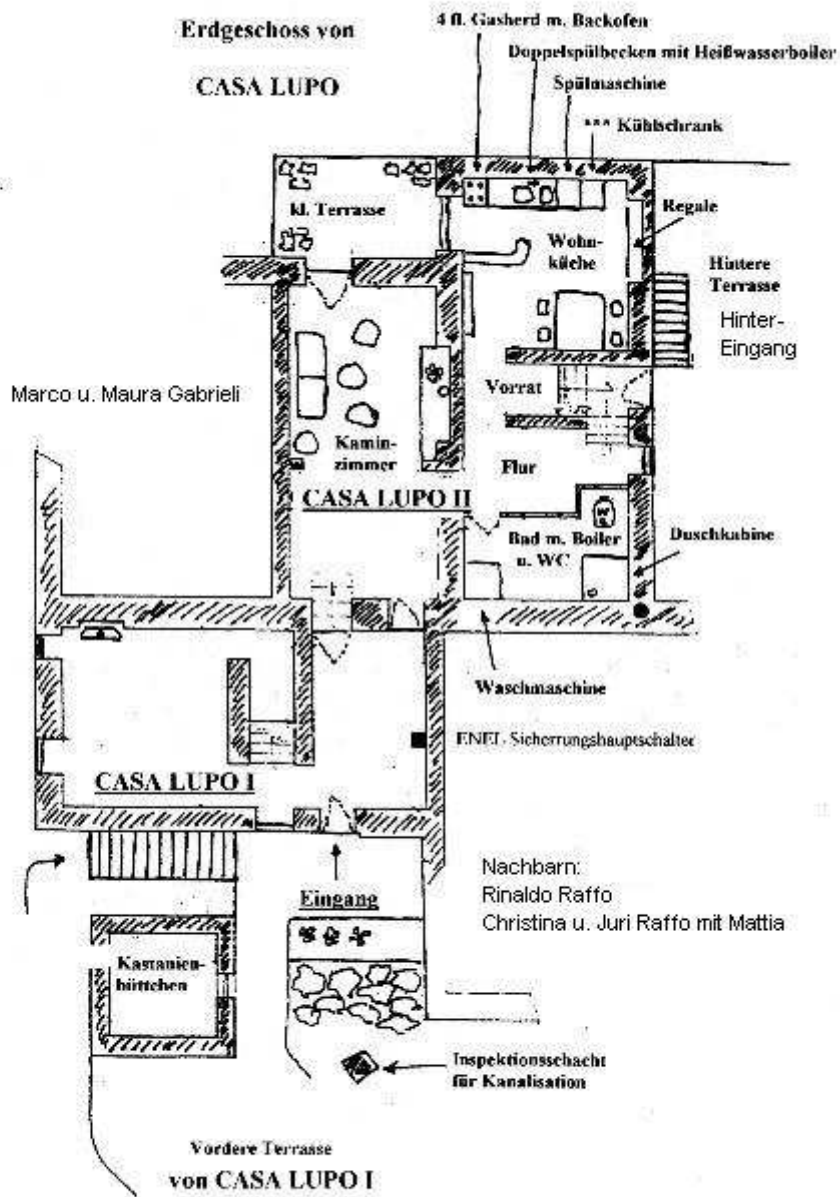 Erdgeschoss von
CASA LUPO
4 fl. Gasherd m. Backofen
Doppelspülbecken mit Heißwasserboiler
Spülmaschine
*** Kühlschrank
kl. Terrasse
Wohn-
küche
Regale
Hintere
Terrasse
Hinter-
Eingang
Marco u. Maura Gabrieli
Vorrat
Kamin-
zimmer
Flur
CASA LUPO II
W
Bad m. Boiler
u. WC
Duschkabine
Waschmaschine
ENEL-Sicherrungshauptschalter
CASA LUPO I
Eingang
Nachbarn:
Rinaldo Raffo
Christina u. Juri Raffo mit Mattia
Kastanien-
hüttchen
Inspektionsschacht
für Kanalisation
Vordere Terrasse
von CASA LUPO I